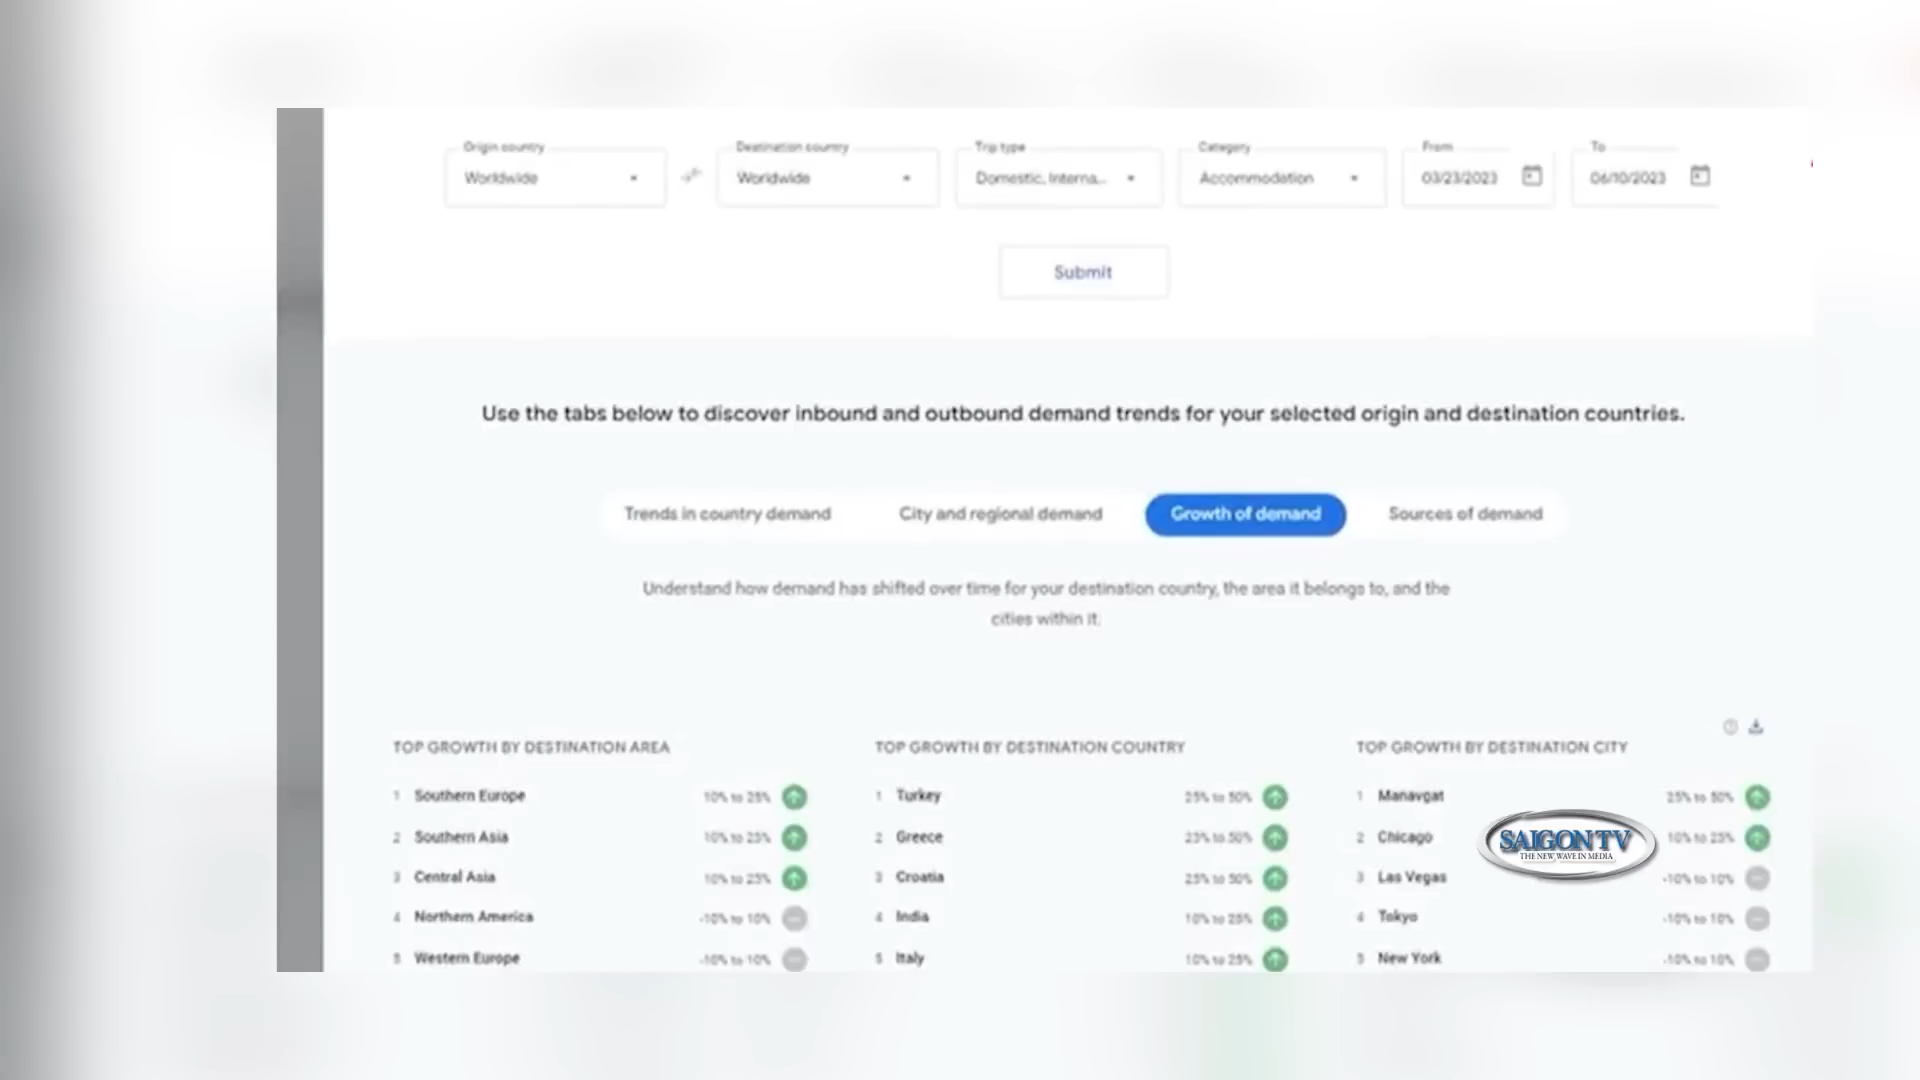 Origin country
Destination country
Trip type
Category
From
To
Worldwide
Worldwide
Domestic, Interna...
Accommodation
03/23/2023
06/10/2023
Submit
Use the tabs below to discover inbound and outbound demand trends for your selected origin and destination countries.
Trends in country demand
City and regional demand
Growth of demand
Sources of demand
Understand how demand has shifted over time for your destination country, the area it belongs to, and the
cities within it.
TOP GROWTH BY DESTINATION AREA
1 Southern Europe 10% to 25%
2 Southern Asia 10% to 25%
3 Central Asia 10% to 25%
4 Northern America -10% to 10%
5 Western Europe -10% to 10%
TOP GROWTH BY DESTINATION COUNTRY
1 Turkey 25% to 50%
2 Greece 25% to 50%
3 Croatia 25% to 50%
4 India 10% to 25%
5 Italy 10% to 25%
TOP GROWTH BY DESTINATION CITY
1 Manavgat 25% to 50%
2 Chicago 10% to 25%
3 Las Vegas -10% to 10%
4 Tokyo -10% to 10%
5 New York -10% to 10%
SAIGON TV
THE NEW WAVE IN MEDIA